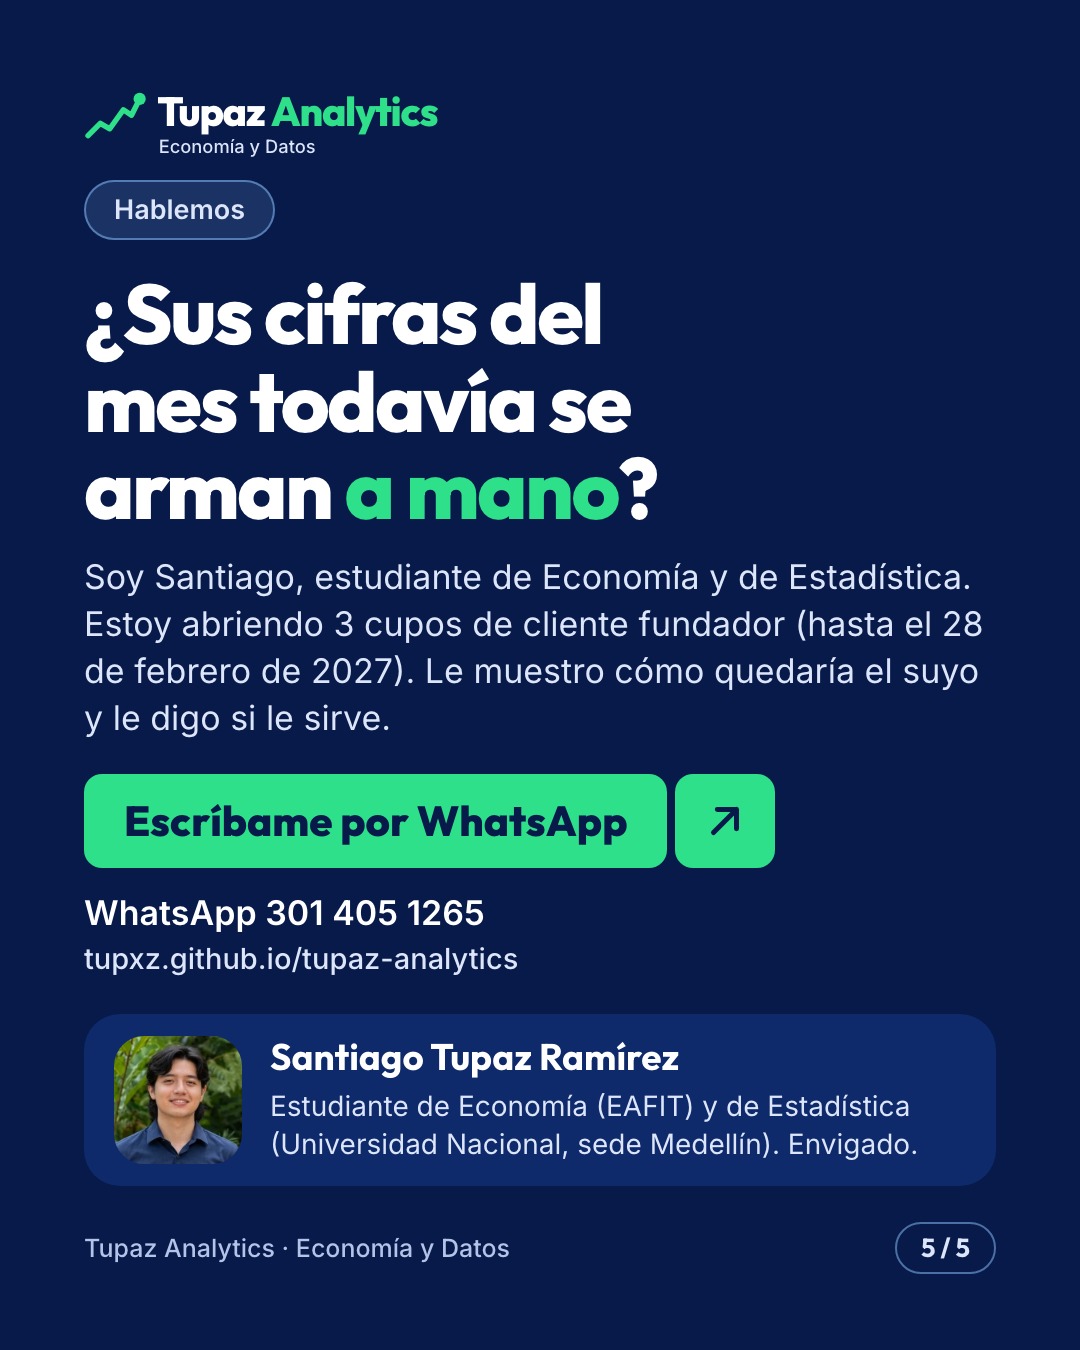 Tupaz Analytics
Economía y Datos
Hablemos
¿Sus cifras del
mes todavía se
arman a mano?
Soy Santiago, estudiante de Economía y de Estadística.
Estoy abriendo 3 cupos de cliente fundador (hasta el 28
de febrero de 2027). Le muestro cómo quedaría el suyo
y le digo si le sirve.
Escríbame por WhatsApp
WhatsApp 301 405 1265
tupxz.github.io/tupaz-analytics
Santiago Tupaz Ramírez
Estudiante de Economía (EAFIT) y de Estadística
(Universidad Nacional, sede Medellín). Envigado.
Tupaz Analytics · Economía y Datos
5 / 5